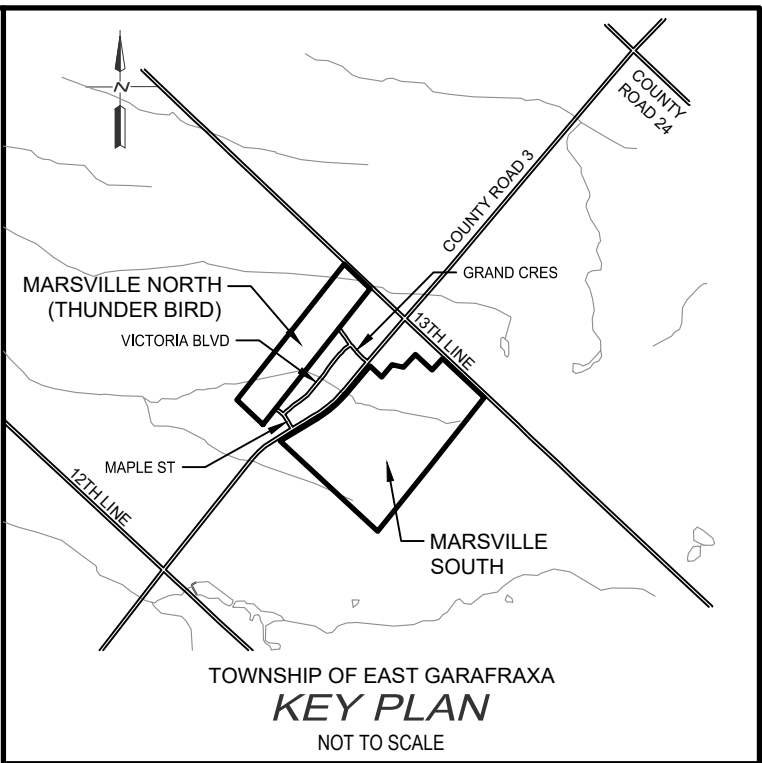 N
COUNTY
ROAD 24
COUNTY ROAD 3
GRAND CRES
MARSVILLE NORTH
(THUNDER BIRD)
13TH LINE
VICTORIA BLVD
MAPLE ST
12TH LINE
MARSVILLE
SOUTH
TOWNSHIP OF EAST GARAFRAXA
KEY PLAN
NOT TO SCALE